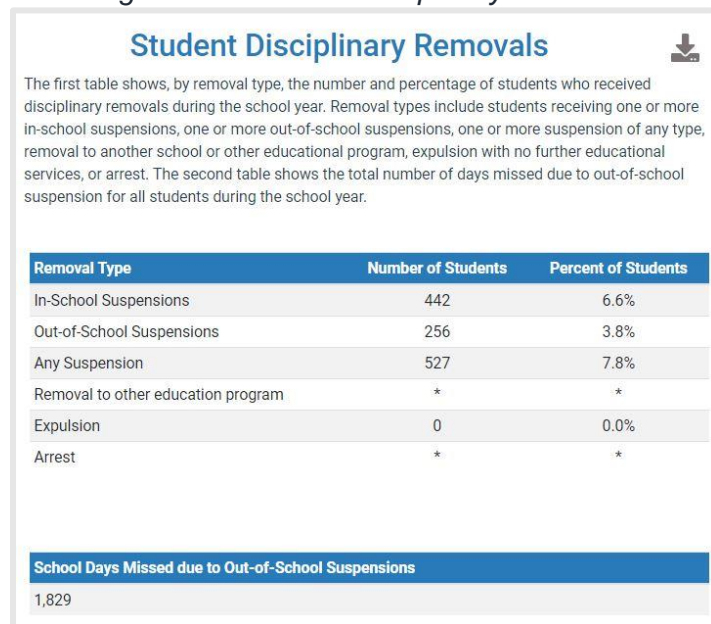 Student Disciplinary Removals
The first table shows, by removal type, the number and percentage of students who received
disciplinary removals during the school year. Removal types include students receiving one or more
in-school suspensions, one or more out-of-school suspensions, one or more suspension of any type,
removal to another school or other educational program, expulsion with no further educational
services, or arrest. The second table shows the total number of days missed due to out-of-school
suspension for all students during the school year.
Removal Type Number of Students Percent of Students
In-School Suspensions 442 6.6%
Out-of-School Suspensions 256 3.8%
Any Suspension 527 7.8%
Removal to other education program * *
Expulsion 0 0.0%
Arrest * *
School Days Missed due to Out-of-School Suspensions
1,829